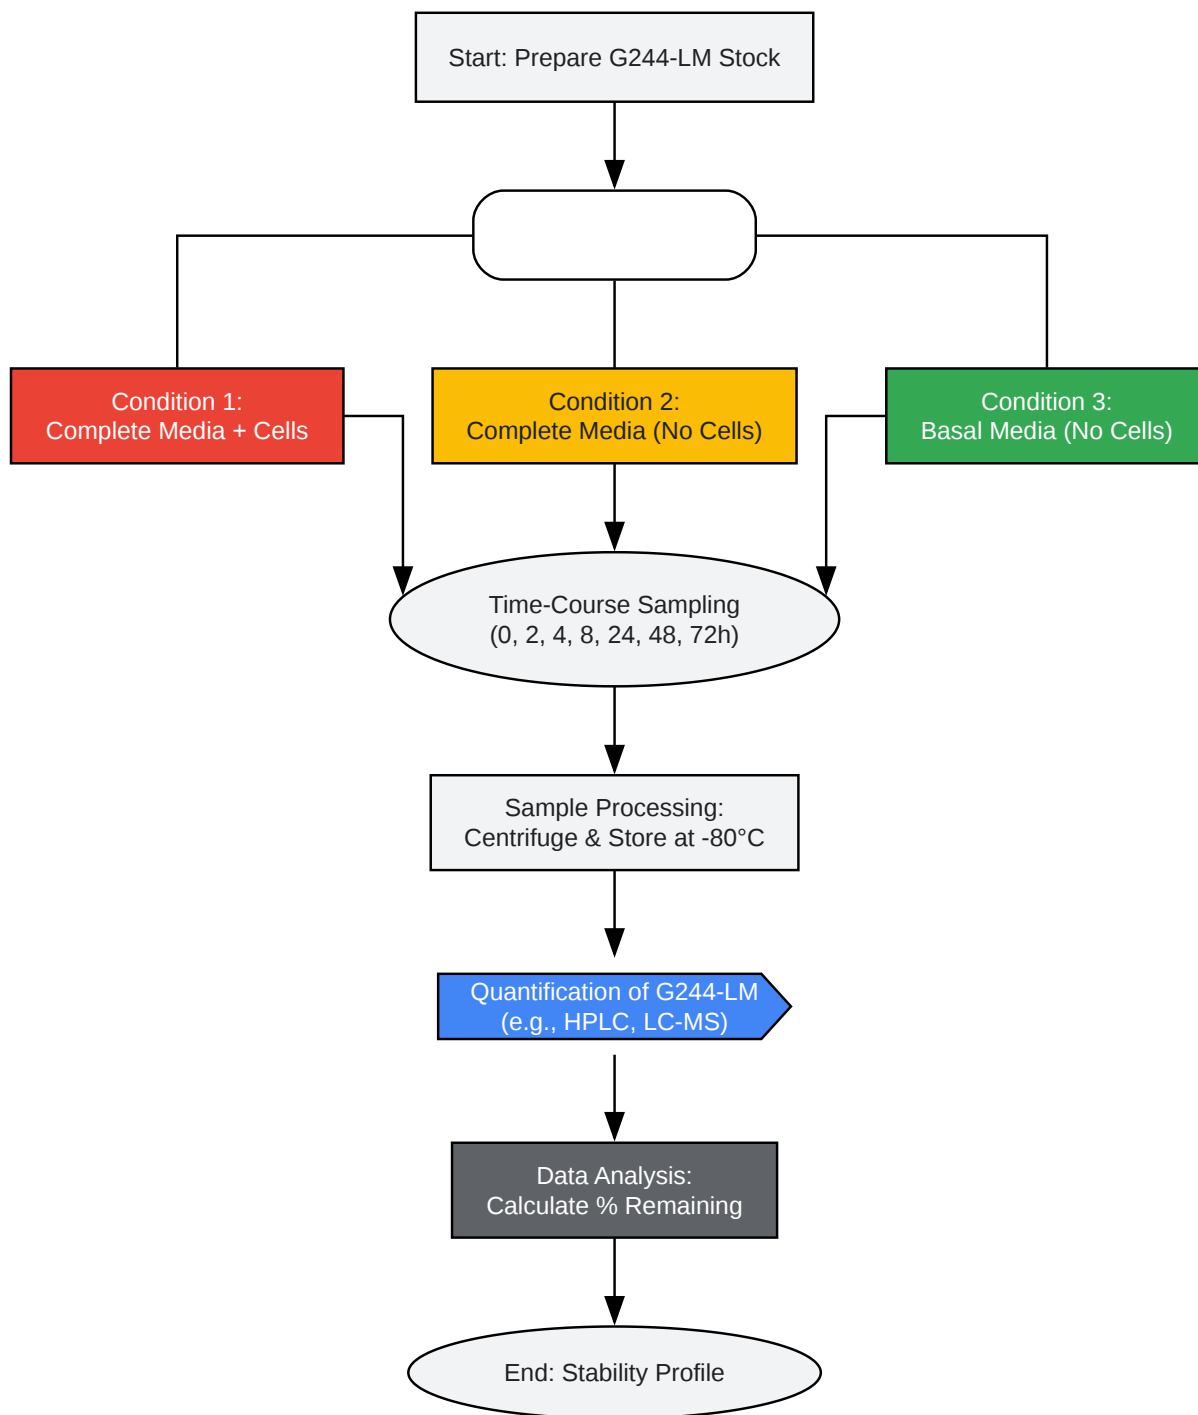 Start: Prepare G244-LM Stock
Condition 1:
Complete Media + Cells
Condition 2:
Complete Media (No Cells)
Condition 3:
Basal Media (No Cells)
Time-Course Sampling
(0, 2, 4, 8, 24, 48, 72h)
Sample Processing:
Centrifuge & Store at -80°C
Quantification of G244-LM
(e.g., HPLC, LC-MS)
Data Analysis:
Calculate % Remaining
End: Stability Profile